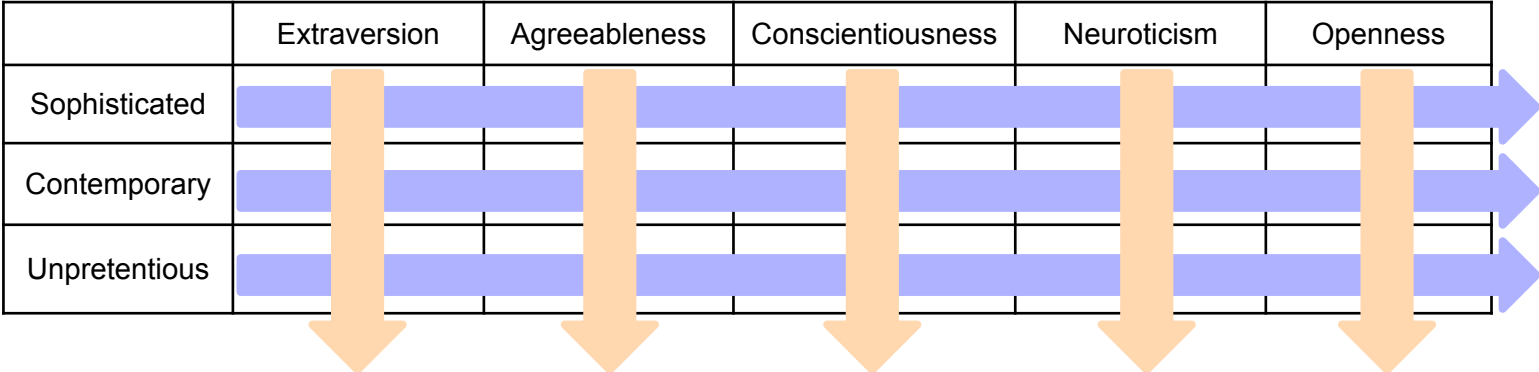 Extraversion Agreeableness Conscientiousness Neuroticism Openness
Sophisticated
Contemporary
Unpretentious